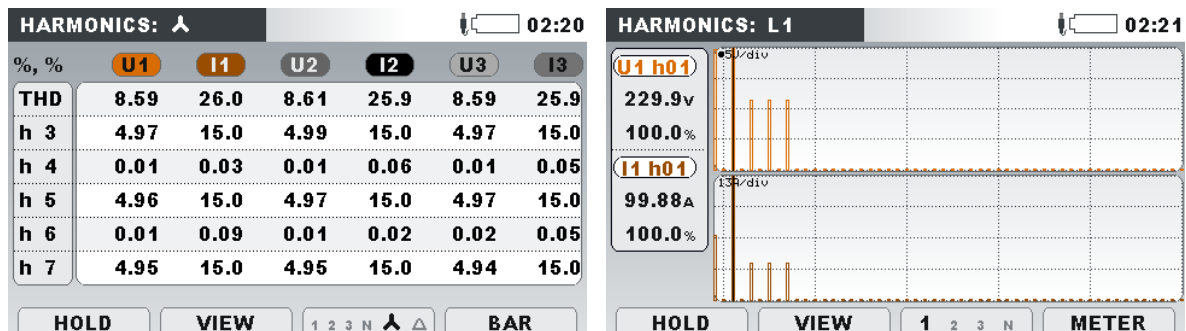 HARMONICS: 人 02:20
%, % U1 I1 U2 I2 U3 I3
THD 8.59 26.0 8.61 25.9 8.59 25.9
h 3 4.97 15.0 4.99 15.0 4.97 15.0
h 4 0.01 0.03 0.01 0.06 0.01 0.05
h 5 4.96 15.0 4.97 15.0 4.97 15.0
h 6 0.01 0.09 0.01 0.02 0.02 0.05
h 7 4.95 15.0 4.95 15.0 4.94 15.0
HOLD VIEW 1 2 3 N 人 △ BAR
HARMONICS: L1 02:21
U1 h01
229.9V
100.0%
I1 h01
99.88A
100.0%
5V/div
13A/div
HOLD VIEW 1 2 3 N METER